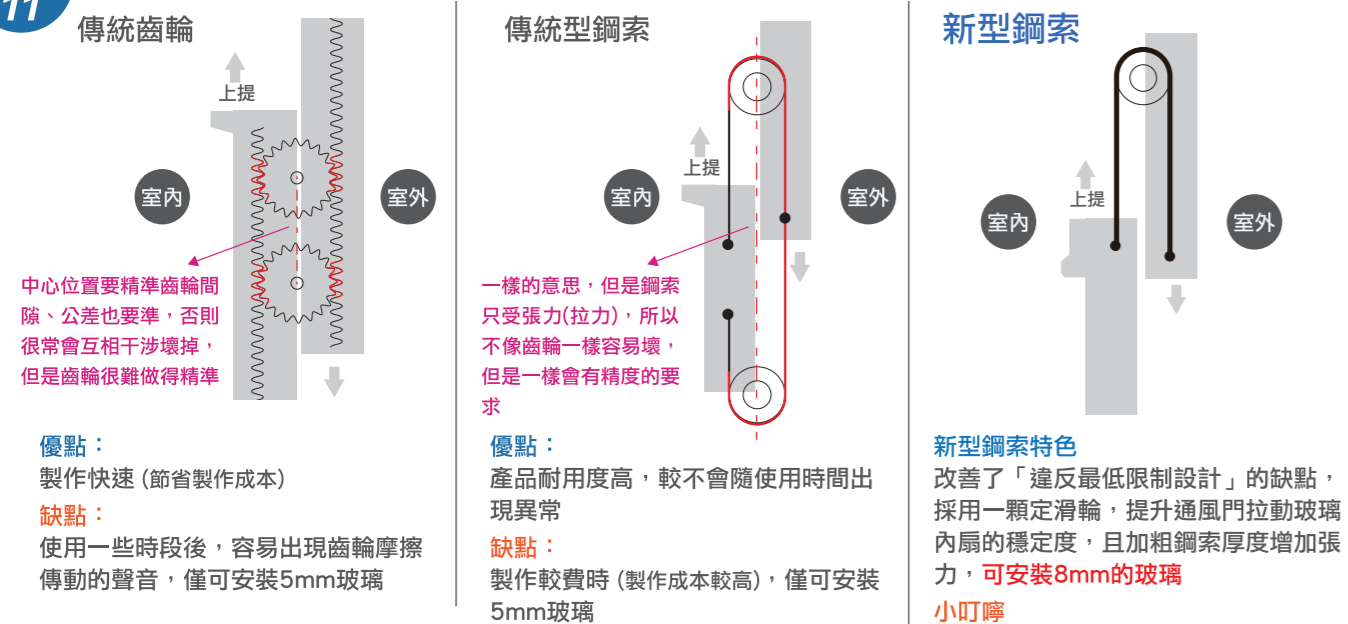 11
傳統齒輪
上提
室內
室外
中心位置要精準齒輪間
隙、公差也要準，否則
很常會互相干涉壞掉，
但是齒輪很難做得精準
優點：
製作快速 (節省製作成本)
缺點：
使用一些時段後，容易出現齒輪摩擦
傳動的聲音，僅可安裝5mm玻璃
傳統型鋼索
上提
室內
室外
一樣的意思，但是鋼索
只受張力(拉力)，所以
不像齒輪一樣容易壞，
但是一樣會有精度的要
求
優點：
產品耐用度高，較不會隨使用時間出
現異常
缺點：
製作較費時 (製作成本較高)，僅可安裝
5mm玻璃
新型鋼索
上提
室內
室外
新型鋼索特色
改善了「違反最低限制設計」的缺點，
採用一顆定滑輪，提升通風門拉動玻璃
內扇的穩定度，且加粗鋼索厚度增加張
力，可安裝8mm的玻璃
小叮嚀